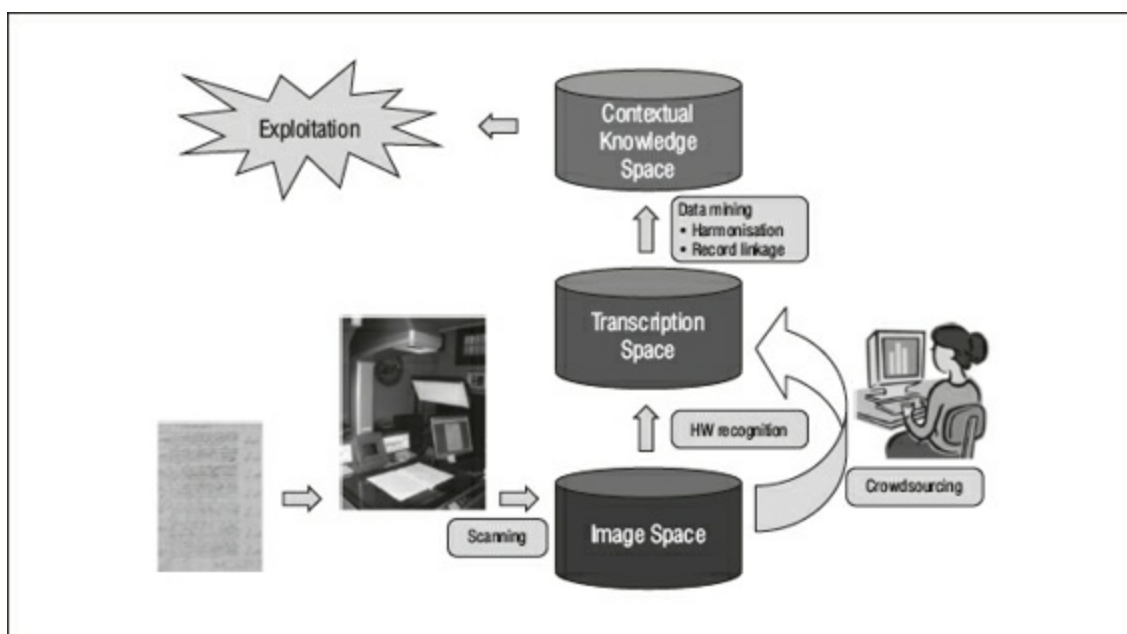 Exploitation
Contextual
Knowledge
Space
Data mining
• Harmonisation
• Record linkage
Transcription
Space
HW recognition
Crowdsourcing
Scanning
Image Space